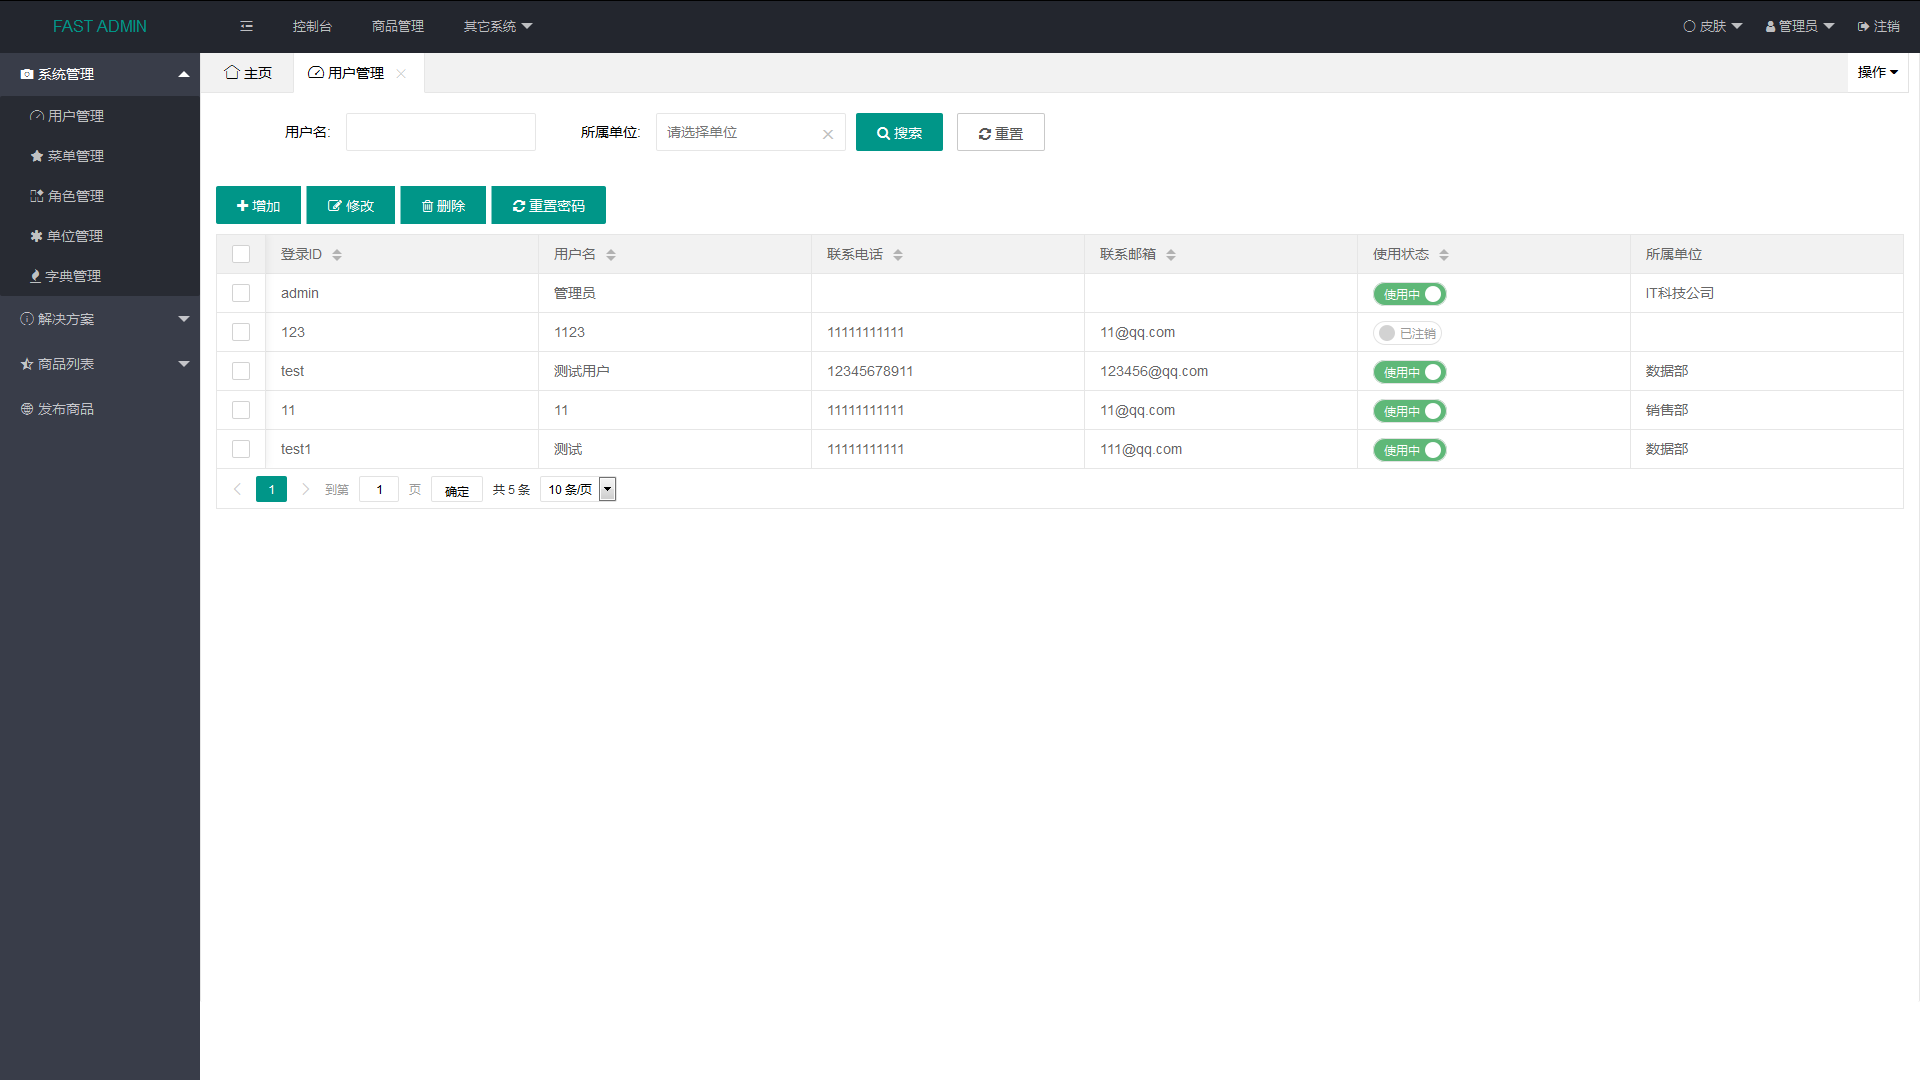 FAST ADMIN 控制台 商品管理 其它系统 皮肤 管理员 注销
系统管理
用户管理
菜单管理
角色管理
单位管理
字典管理
解决方案
商品列表
发布商品
主页 用户管理 操作
用户名: 所属单位: 请选择单位 搜索 重置
增加 修改 删除 重置密码
登录ID 用户名 联系电话 联系邮箱 使用状态 所属单位
admin 管理员 使用中 IT科技公司
123 1123 11111111111 11@qq.com 已注销
test 测试用户 12345678911 123456@qq.com 使用中 数据部
11 11 11111111111 11@qq.com 使用中 销售部
test1 测试 11111111111 111@qq.com 使用中 数据部
1 到第 1 页 确定 共 5 条 10 条/页